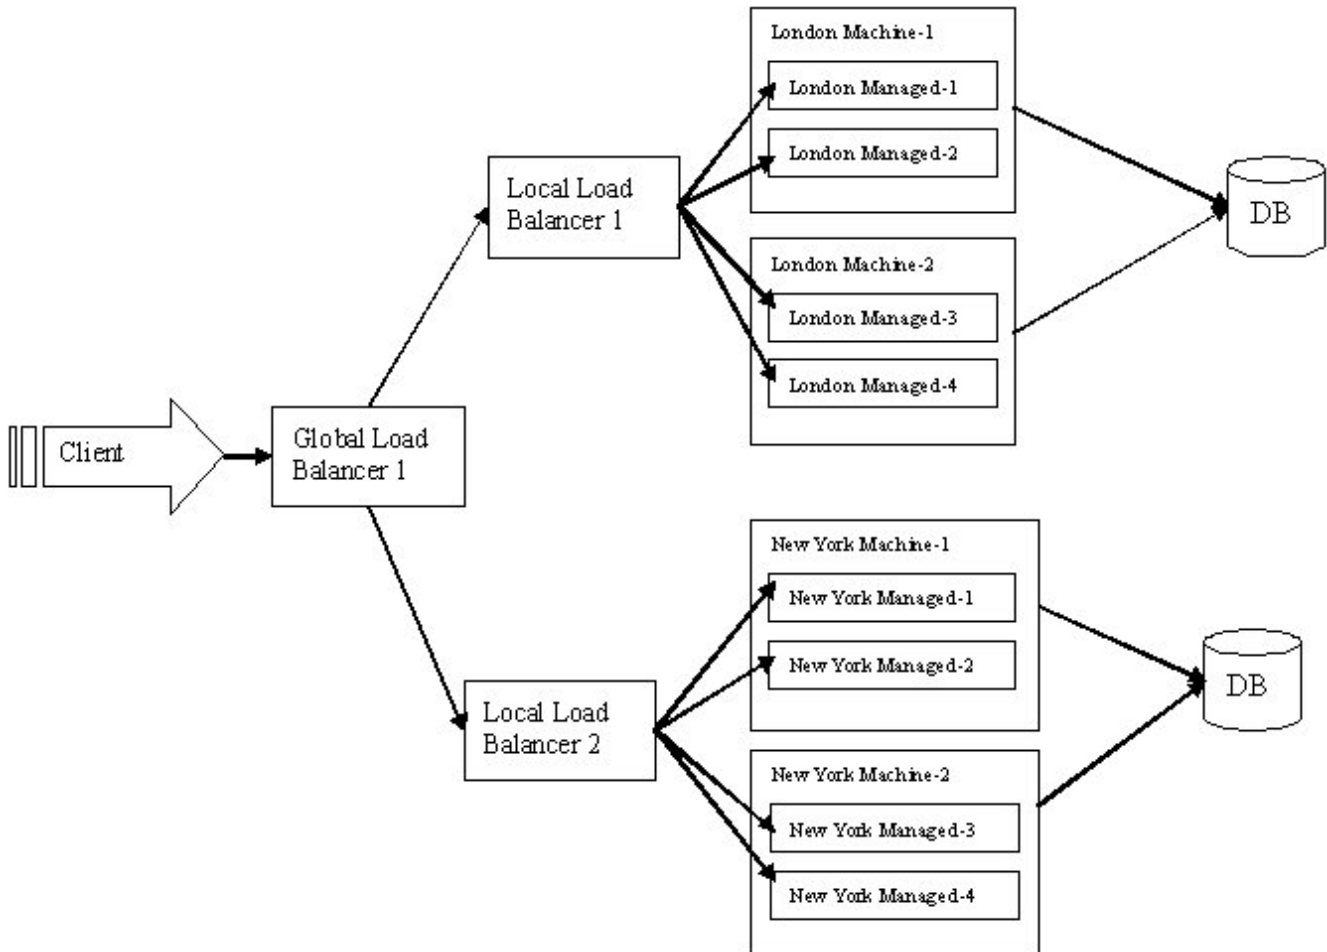 London Machine-1
London Managed-1
London Managed-2
Local Load
Balancer 1
DB
London Machine-2
London Managed-3
London Managed-4
Client
Global Load
Balancer 1
New York Machine-1
New York Managed-1
New York Managed-2
Local Load
Balancer 2
DB
New York Machine-2
New York Managed-3
New York Managed-4